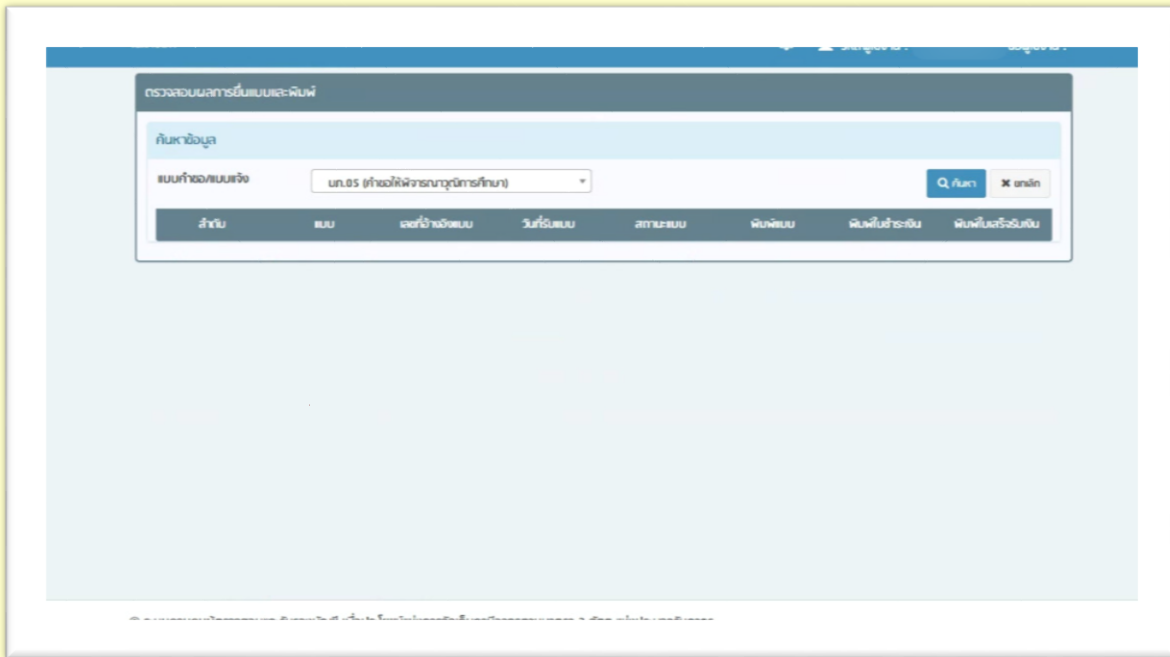 ตรวจสอบผลการยื่นแบบและพิมพ์
ค้นหาข้อมูล
แบบคำขอ/แบบแจ้ง
บภ.05 (คำขอให้พิจารณาวุฒิการศึกษา)
ค้นหา
ยกเลิก
ลำดับ แบบ เลขที่อ้างอิงแบบ วันที่รับแบบ สถานะแบบ พิมพ์แบบ พิมพ์ใบชำระเงิน พิมพ์ใบเสร็จรับเงิน